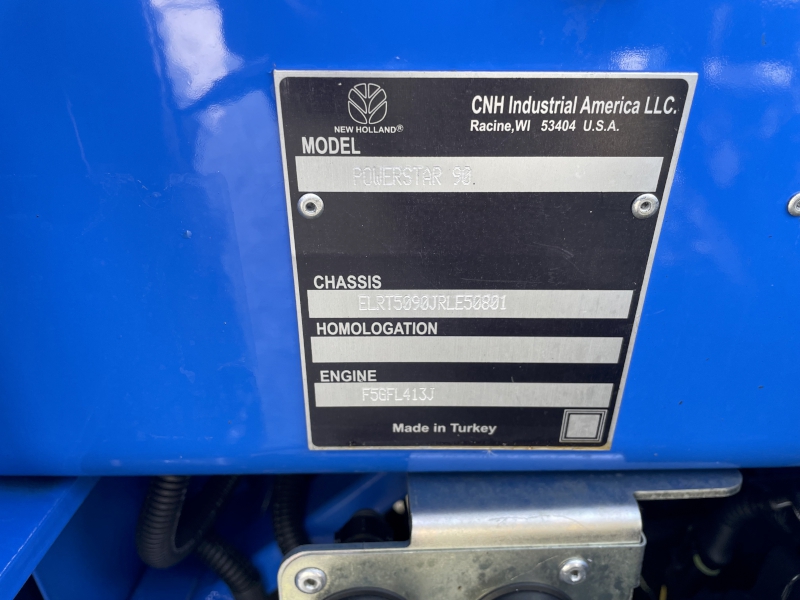 CNH Industrial America LLC.
NEW HOLLAND®
Racine,WI 53404 U.S.A.
MODEL
POWERSTAR 90.
CHASSIS
ELRT5090JRLE50801
HOMOLOGATION
ENGINE
F5GFL413J
Made in Turkey